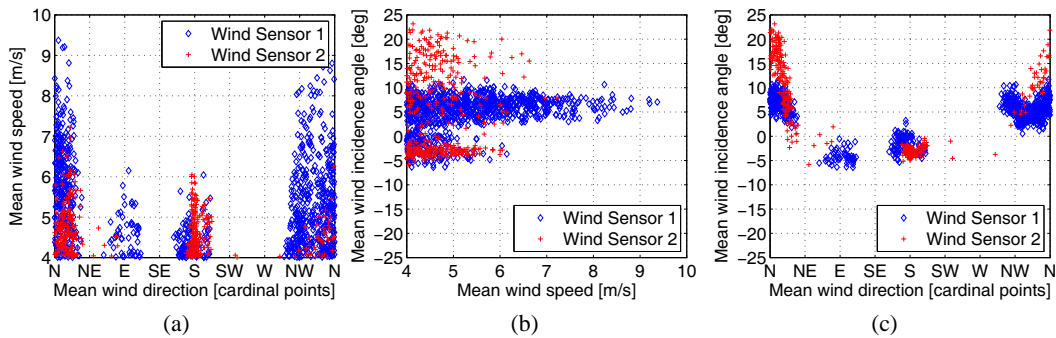 Mean wind speed [m/s]
10
9
8
7
6
5
4
N NE E SE S SW W NW N
Mean wind direction [cardinal points]
Wind Sensor 1
Wind Sensor 2
(a)
Mean wind incidence angle [deg]
25
20
15
10
5
0
−5
−10
−15
−20
−25
4 5 6 7 8 9 10
Mean wind speed [m/s]
Wind Sensor 1
Wind Sensor 2
(b)
Mean wind incidence angle [deg]
25
20
15
10
5
0
−5
−10
−15
−20
−25
N NE E SE S SW W NW N
Mean wind direction [cardinal points]
Wind Sensor 1
Wind Sensor 2
(c)